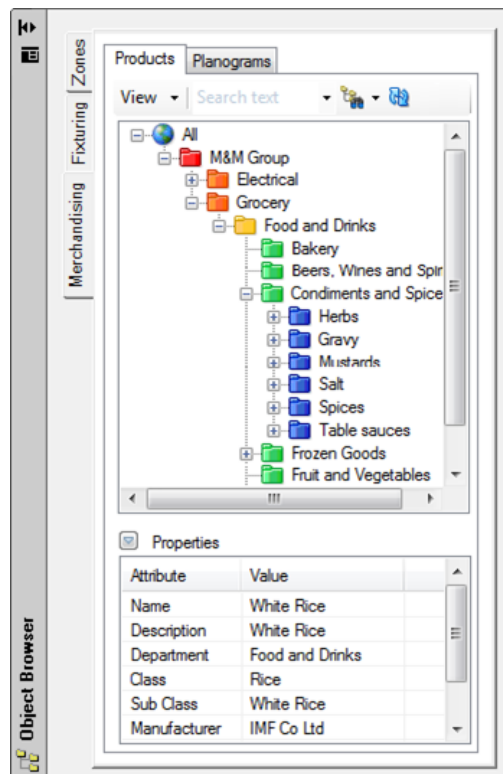 Products Planograms
View Search text
All
M&M Group
Electrical
Grocery
Food and Drinks
Bakery
Beers, Wines and Spir
Condiments and Spice
Herbs
Gravy
Mustards
Salt
Spices
Table sauces
Frozen Goods
Fruit and Vegetables
Properties
Attribute Value
Name White Rice
Description White Rice
Department Food and Drinks
Class Rice
Sub Class White Rice
Manufacturer IMF Co Ltd
Zones
Fixturing
Merchandising
Object Browser